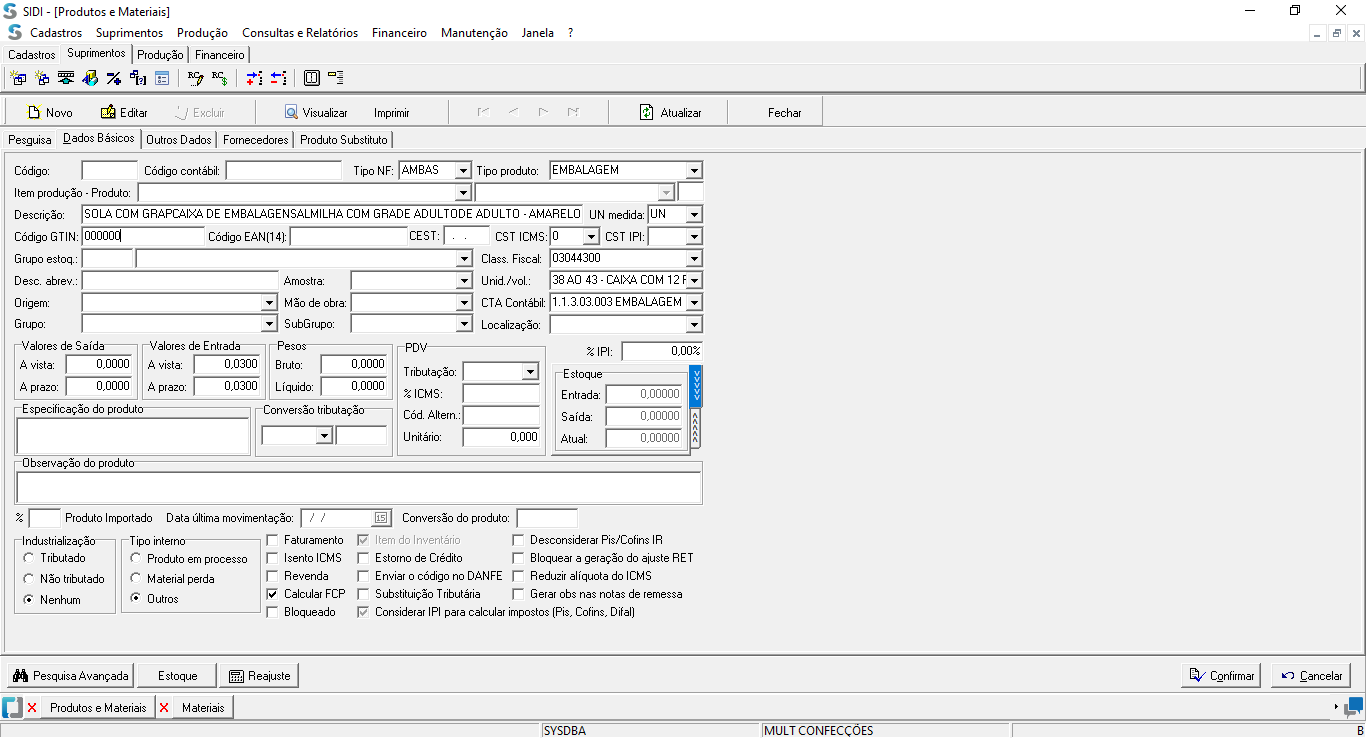 SIDI - [Produtos e Materiais]
Cadastros Suprimentos Produção Consultas e Relatórios Financeiro Manutenção Janela ?
Cadastros Suprimentos Produção Financeiro
Novo Editar Excluir Visualizar Imprimir Atualizar Fechar
Pesquisa Dados Básicos Outros Dados Fornecedores Produto Substituto
Código: Código contábil: Tipo NF: AMBAS Tipo produto: EMBALAGEM
Item produção - Produto:
Descrição: SOLA COM GRAPCAIXA DE EMBALAGENSALMILHA COM GRADE ADULTODE ADULTO - AMARELO UN medida: UN
Código GTIN: 000000 Código EAN(14): CEST: . . CST ICMS: 0 CST IPI:
Grupo estoq.: Class. Fiscal: 03044300
Desc. abrev.: Amostra: Unid./vol.: 38 AO 43 - CAIXA COM 12 F
Origem: Mão de obra: CTA Contábil: 1.1.3.03.003 EMBALAGEM
Grupo: SubGrupo: Localização:
Valores de Saída Valores de Entrada Pesos PDV % IPI: 0,00%
A vista: 0,0000 A vista: 0,0300 Bruto: 0,0000 Tributação: Estoque
A prazo: 0,0000 A prazo: 0,0300 Líquido: 0,0000 % ICMS: Entrada: 0,00000
Especificação do produto Conversão tributação Cód. Altern.: Saída: 0,00000
Unitário: 0,000 Atual: 0,00000
Observação do produto
% Produto Importado Data última movimentação: / / 15 Conversão do produto:
Industrialização Tipo interno Faturamento Item do Inventário Desconsiderar Pis/Cofins IR
Tributado Produto em processo Isento ICMS Estorno de Crédito Bloquear a geração do ajuste RET
Não tributado Material perda Revenda Enviar o código no DANFE Reduzir alíquota do ICMS
Nenhum Outros Calcular FCP Substituição Tributária Gerar obs nas notas de remessa
Bloqueado Considerar IPI para calcular impostos (Pis, Cofins, Difal)
Pesquisa Avançada Estoque Reajuste Confirmar Cancelar
Produtos e Materiais Materiais
SYSDBA MULT CONFECÇÕES B